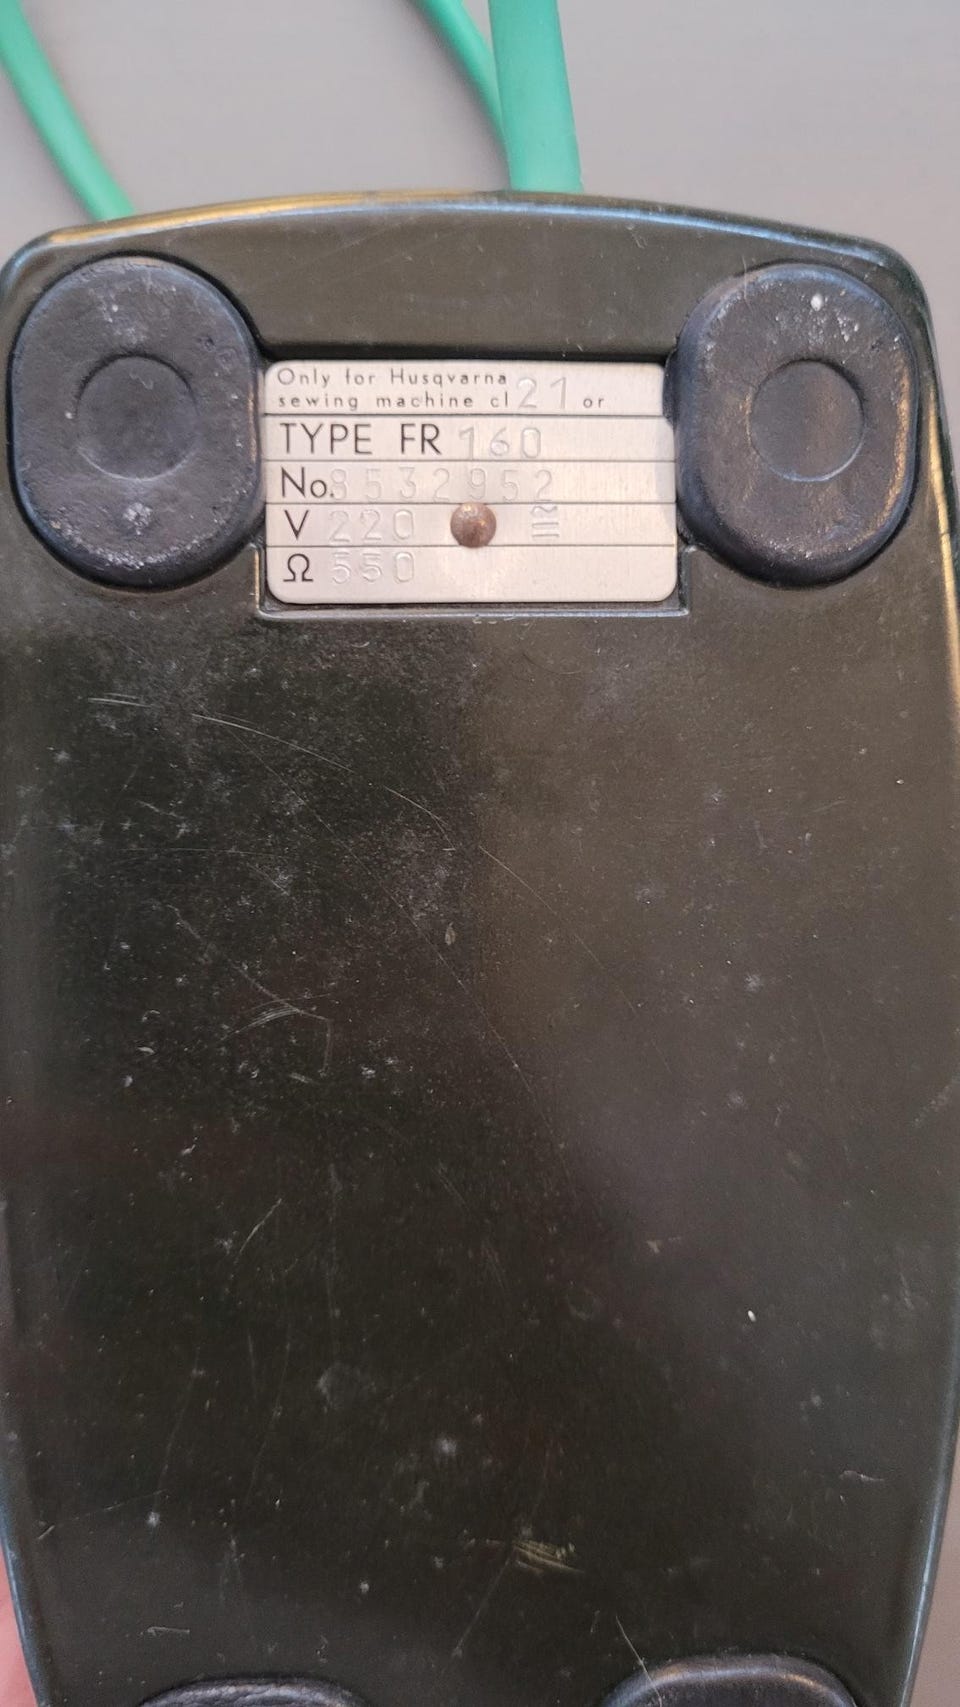 Only for Husqvarna
sewing machine cl 21 or
TYPE FR 160
No. 8532952
V 220 ≅
Ω 550